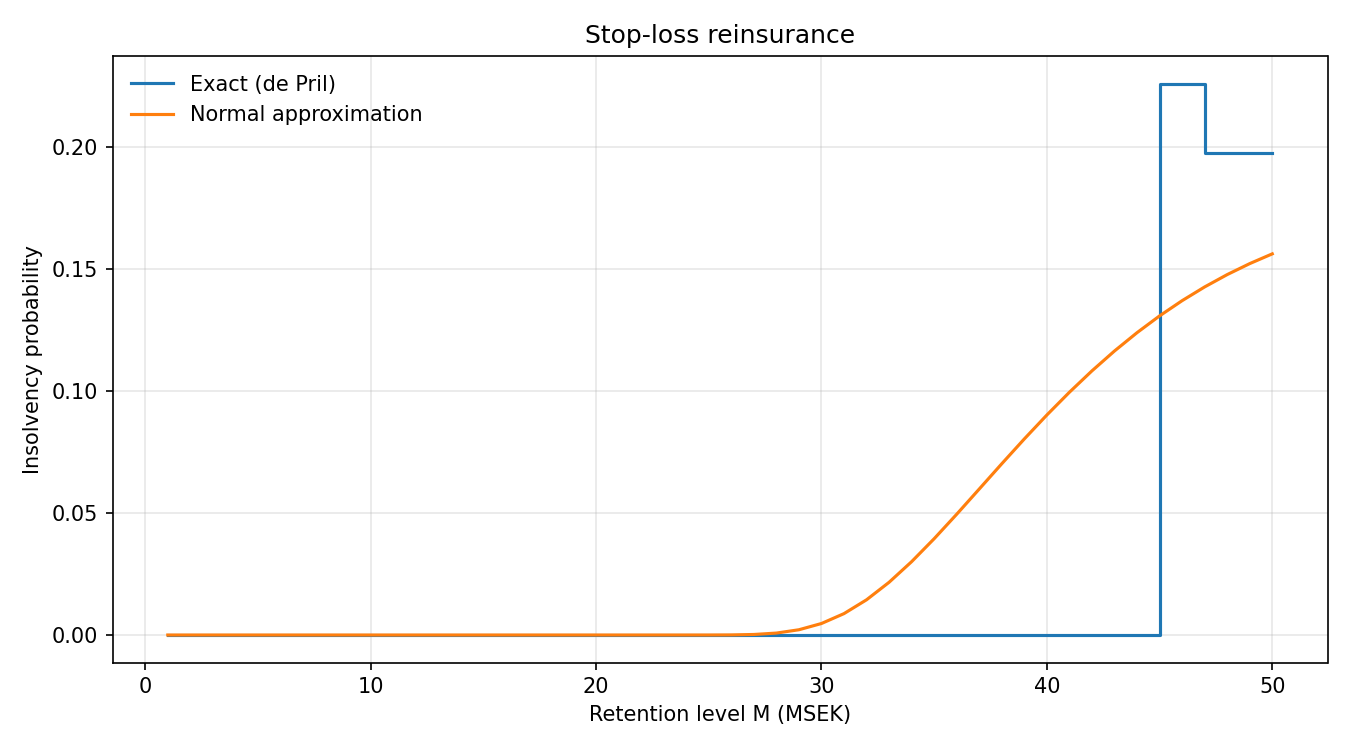 Stop-loss reinsurance
Exact (de Pril)
Normal approximation
Insolvency probability
0.20
0.15
0.10
0.05
0.00
0 10 20 30 40 50
Retention level M (MSEK)